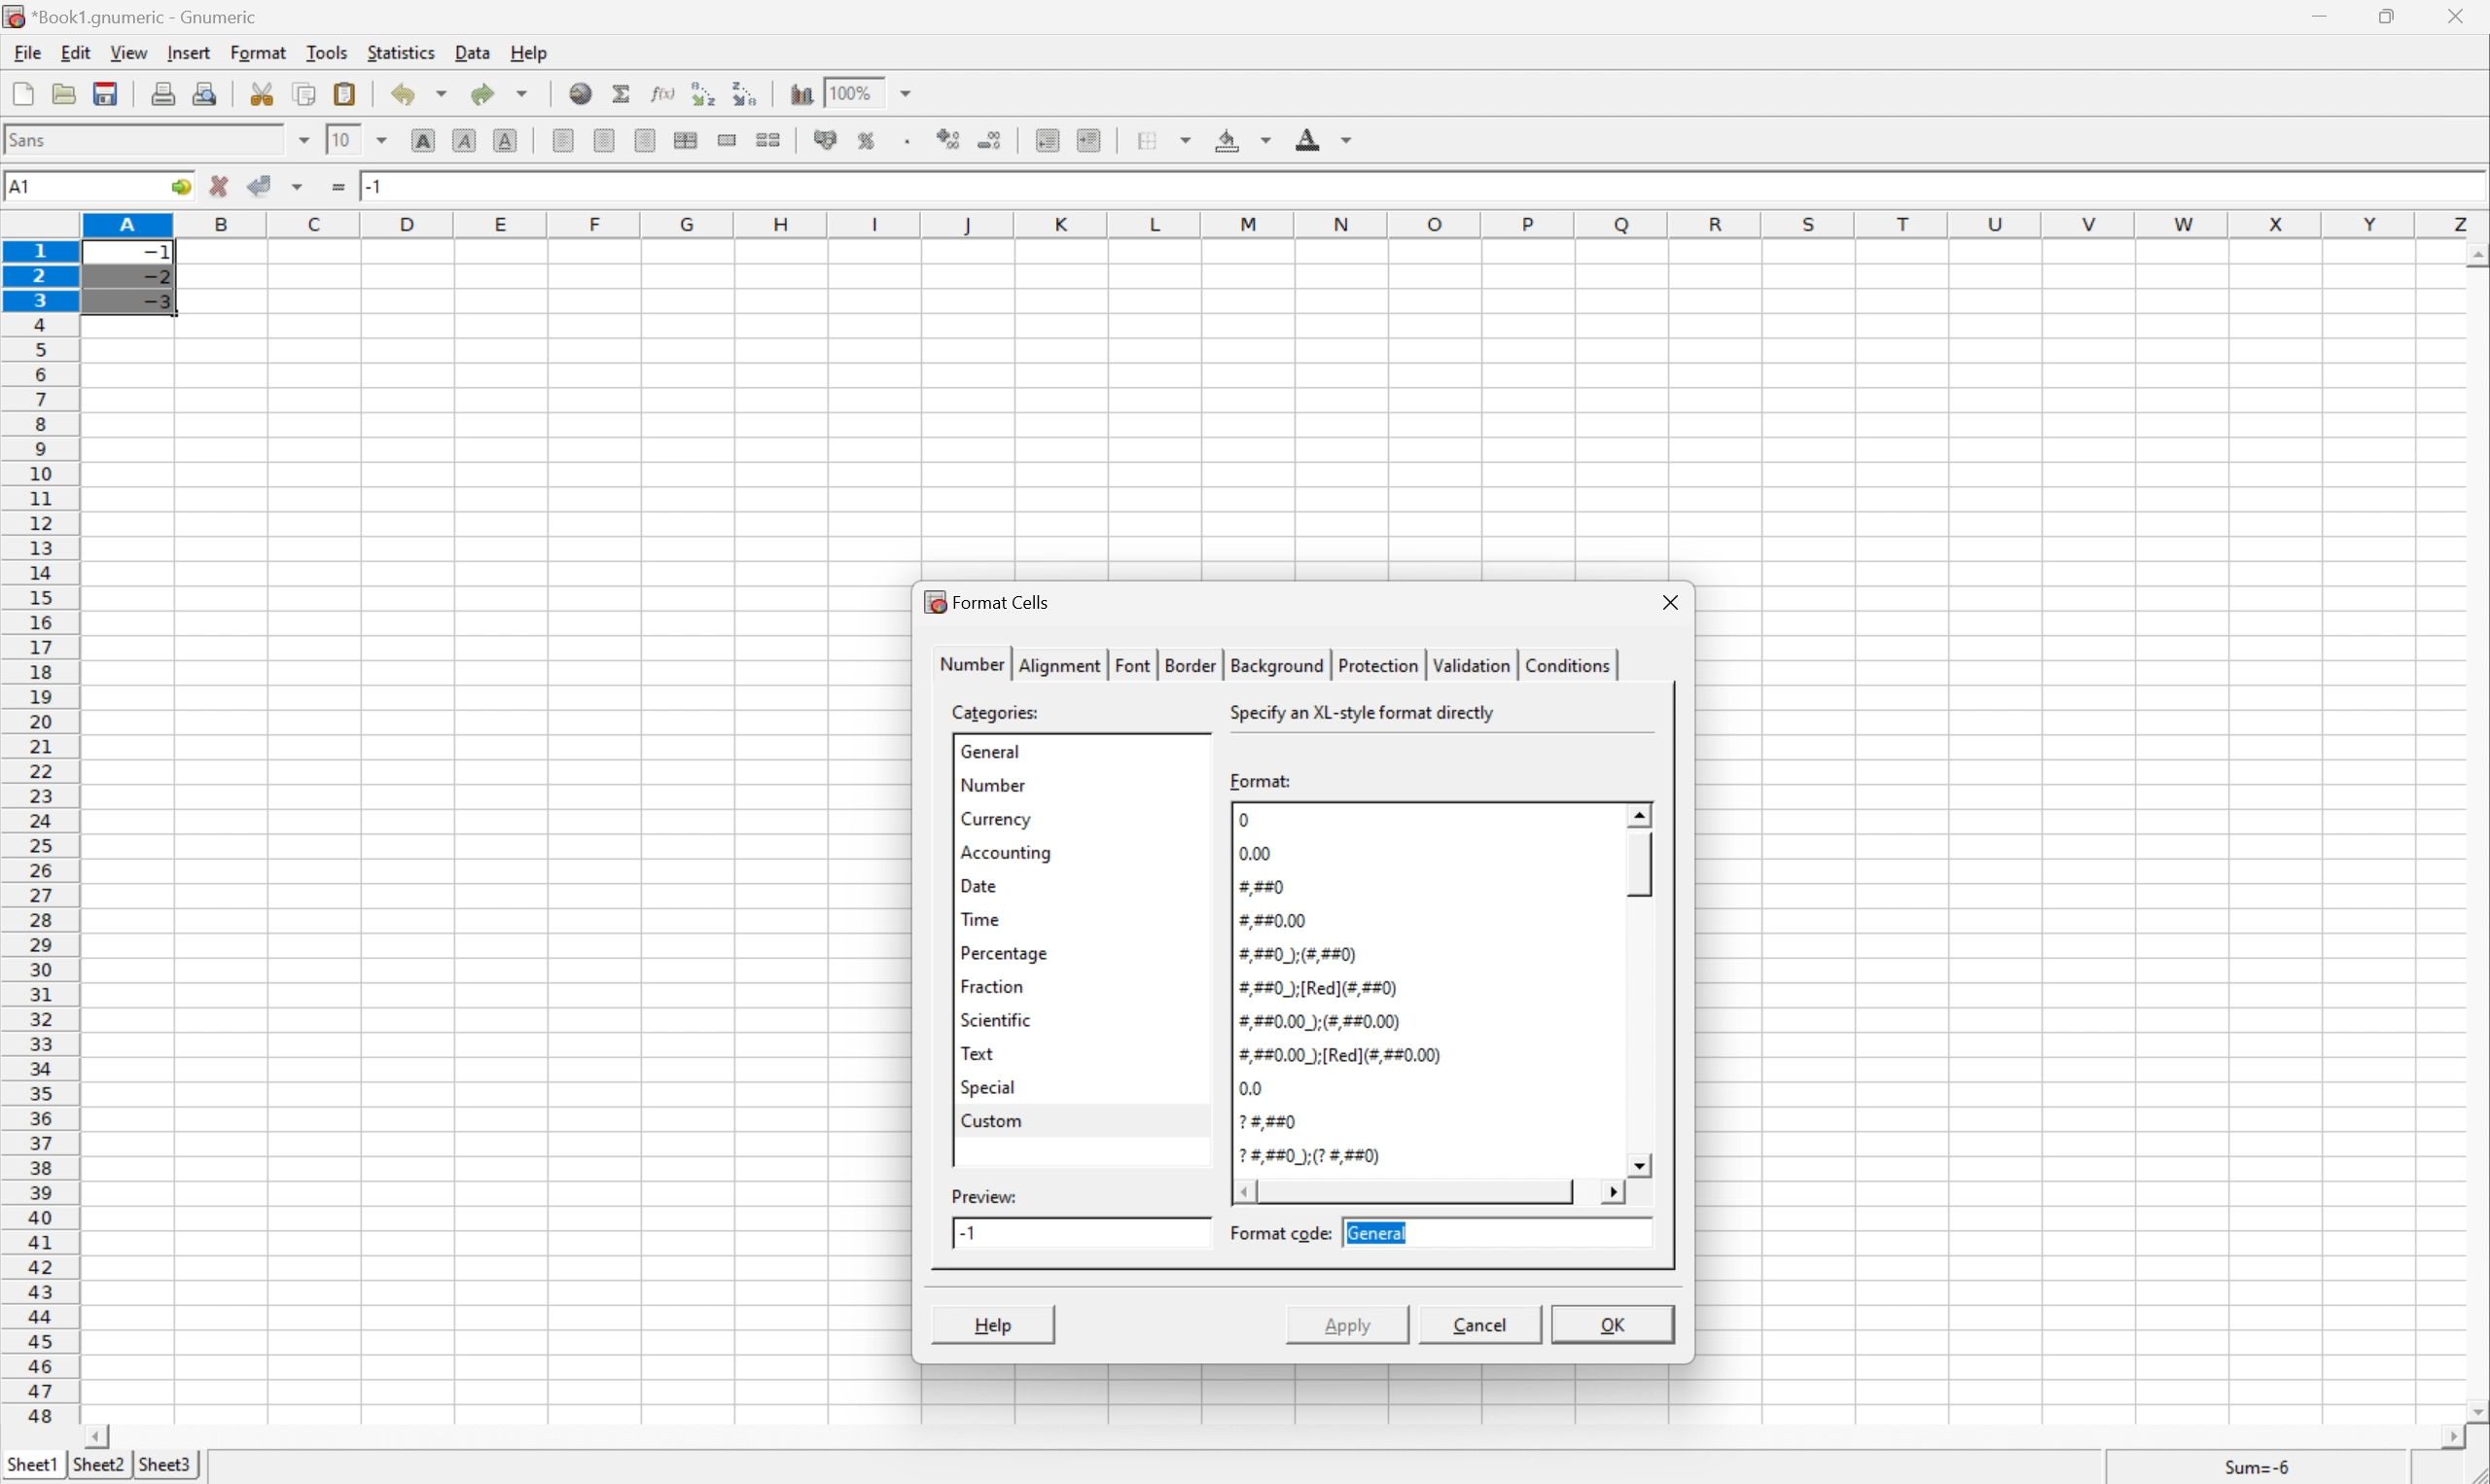 *Book1.gnumeric - Gnumeric
File Edit View Insert Format Tools Statistics Data Help
f(x) 100%
Sans 10 A A A % A
A1 = -1
A B C D E F G H I J K L M N O P Q R S T U V W X Y Z
1 -1
2 -2
3 -3
4
5
6
7
8
9
10
11
12
13
14
15
16
17
18
19
20
21
22
23
24
25
26
27
28
29
30
31
32
33
34
35
36
37
38
39
40
41
42
43
44
45
46
47
48
Format Cells
Number Alignment Font Border Background Protection Validation Conditions
Categories:
General
Number
Currency
Accounting
Date
Time
Percentage
Fraction
Scientific
Text
Special
Custom
Preview:
-1
Specify an XL-style format directly
Format:
0
0.00
#,##0
#,##0.00
#,##0_);(#,##0)
#,##0_);[Red](#,##0)
#,##0.00_);(#,##0.00)
#,##0.00_);[Red](#,##0.00)
0.0
? #,##0
? #,##0_);(? #,##0)
Format code: General
Help Apply Cancel OK
Sheet1 Sheet2 Sheet3 Sum=-6